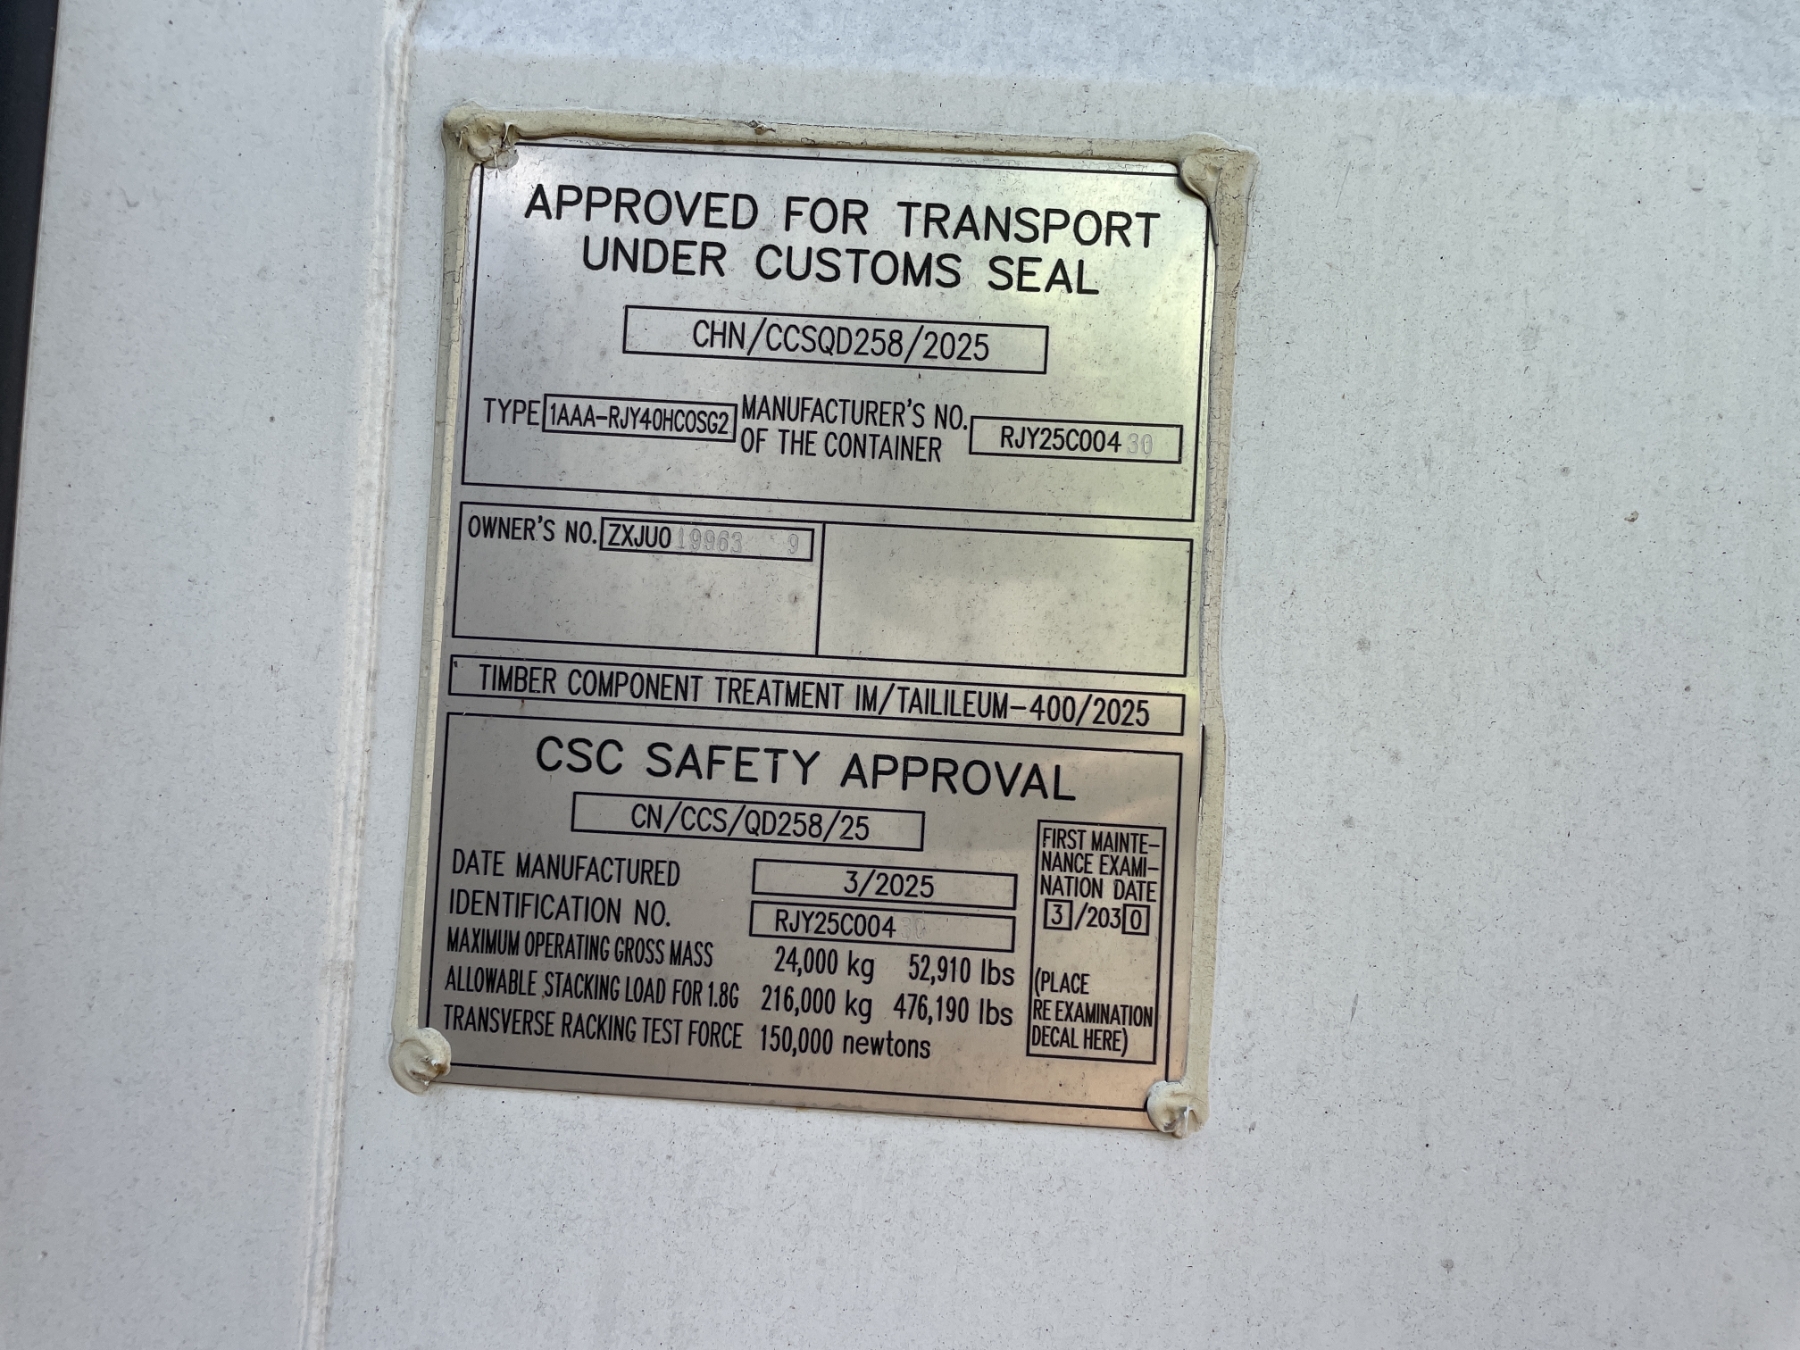 APPROVED FOR TRANSPORT
UNDER CUSTOMS SEAL
CHN/CCSQD258/2025
TYPE 1AAA-RJY40HCOSG2 MANUFACTURER'S NO. OF THE CONTAINER RJY25C00430
OWNER'S NO. ZXJU019963 9
TIMBER COMPONENT TREATMENT IM/TAILILEUM-400/2025
CSC SAFETY APPROVAL
CN/CCS/QD258/25
DATE MANUFACTURED 3/2025
IDENTIFICATION NO. RJY25C00430
MAXIMUM OPERATING GROSS MASS 24,000 kg 52,910 lbs
ALLOWABLE STACKING LOAD FOR 1.8G 216,000 kg 476,190 lbs
TRANSVERSE RACKING TEST FORCE 150,000 newtons
FIRST MAINTE-
NANCE EXAMI-
NATION DATE
3/2030
(PLACE
RE EXAMINATION
DECAL HERE)